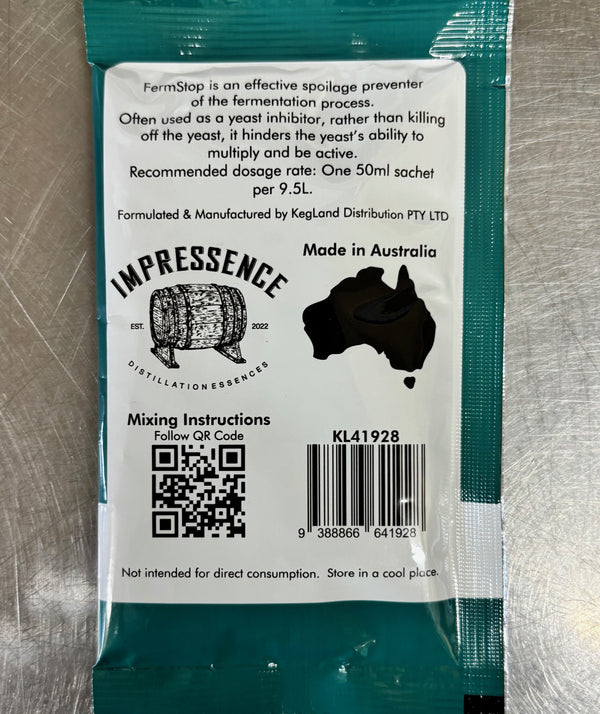 FermStop is an effective spoilage preventer
of the fermentation process.
Often used as a yeast inhibitor, rather than killing
off the yeast, it hinders the yeast's ability to
multiply and be active.
Recommended dosage rate: One 50ml sachet
per 9.5L.
Formulated & Manufactured by KegLand Distribution PTY LTD
IMPRESSENCE
EST. 2022
DISTILLATION ESSENCES
Made in Australia
Mixing Instructions
Follow QR Code
KL41928
9 388866 641928
Not intended for direct consumption. Store in a cool place.